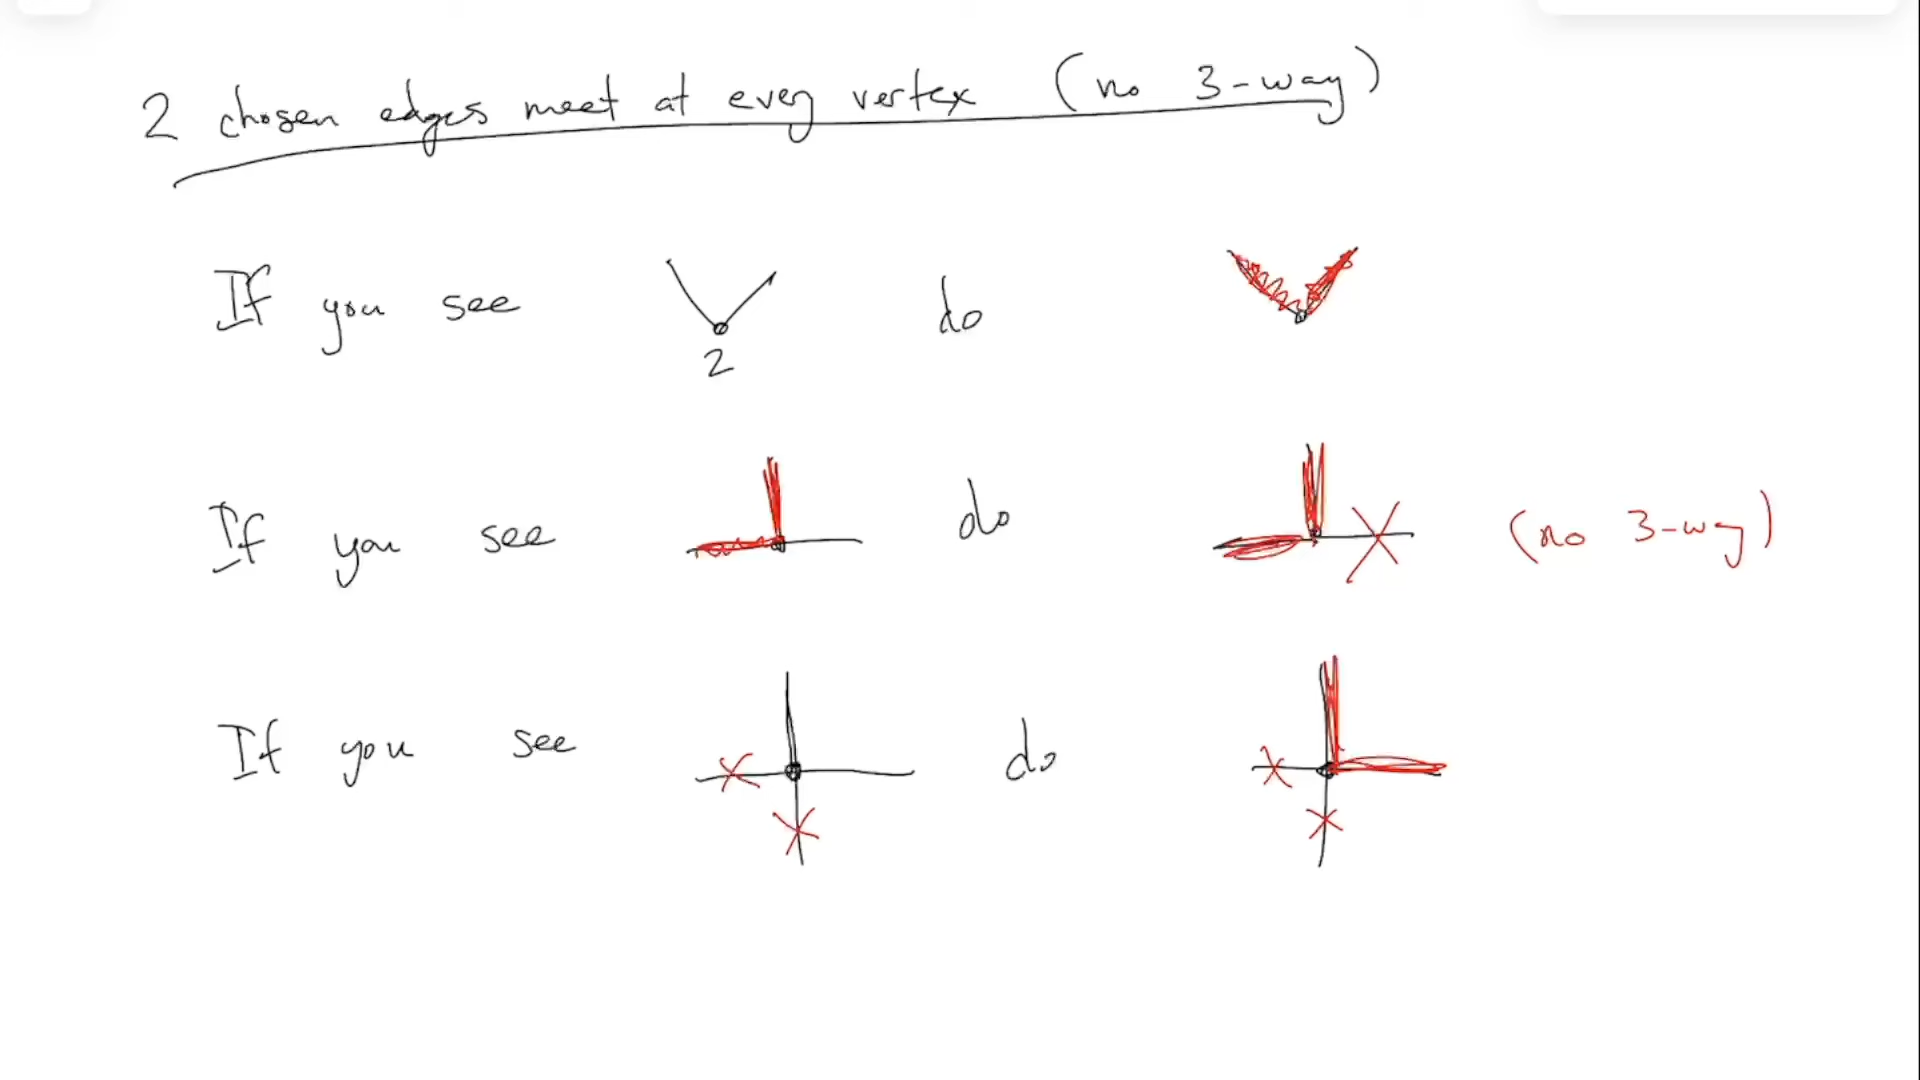 2 chosen edges meet at every vertex (no 3-way)
If you see do
2
If you see do (no 3-way)
If you see do